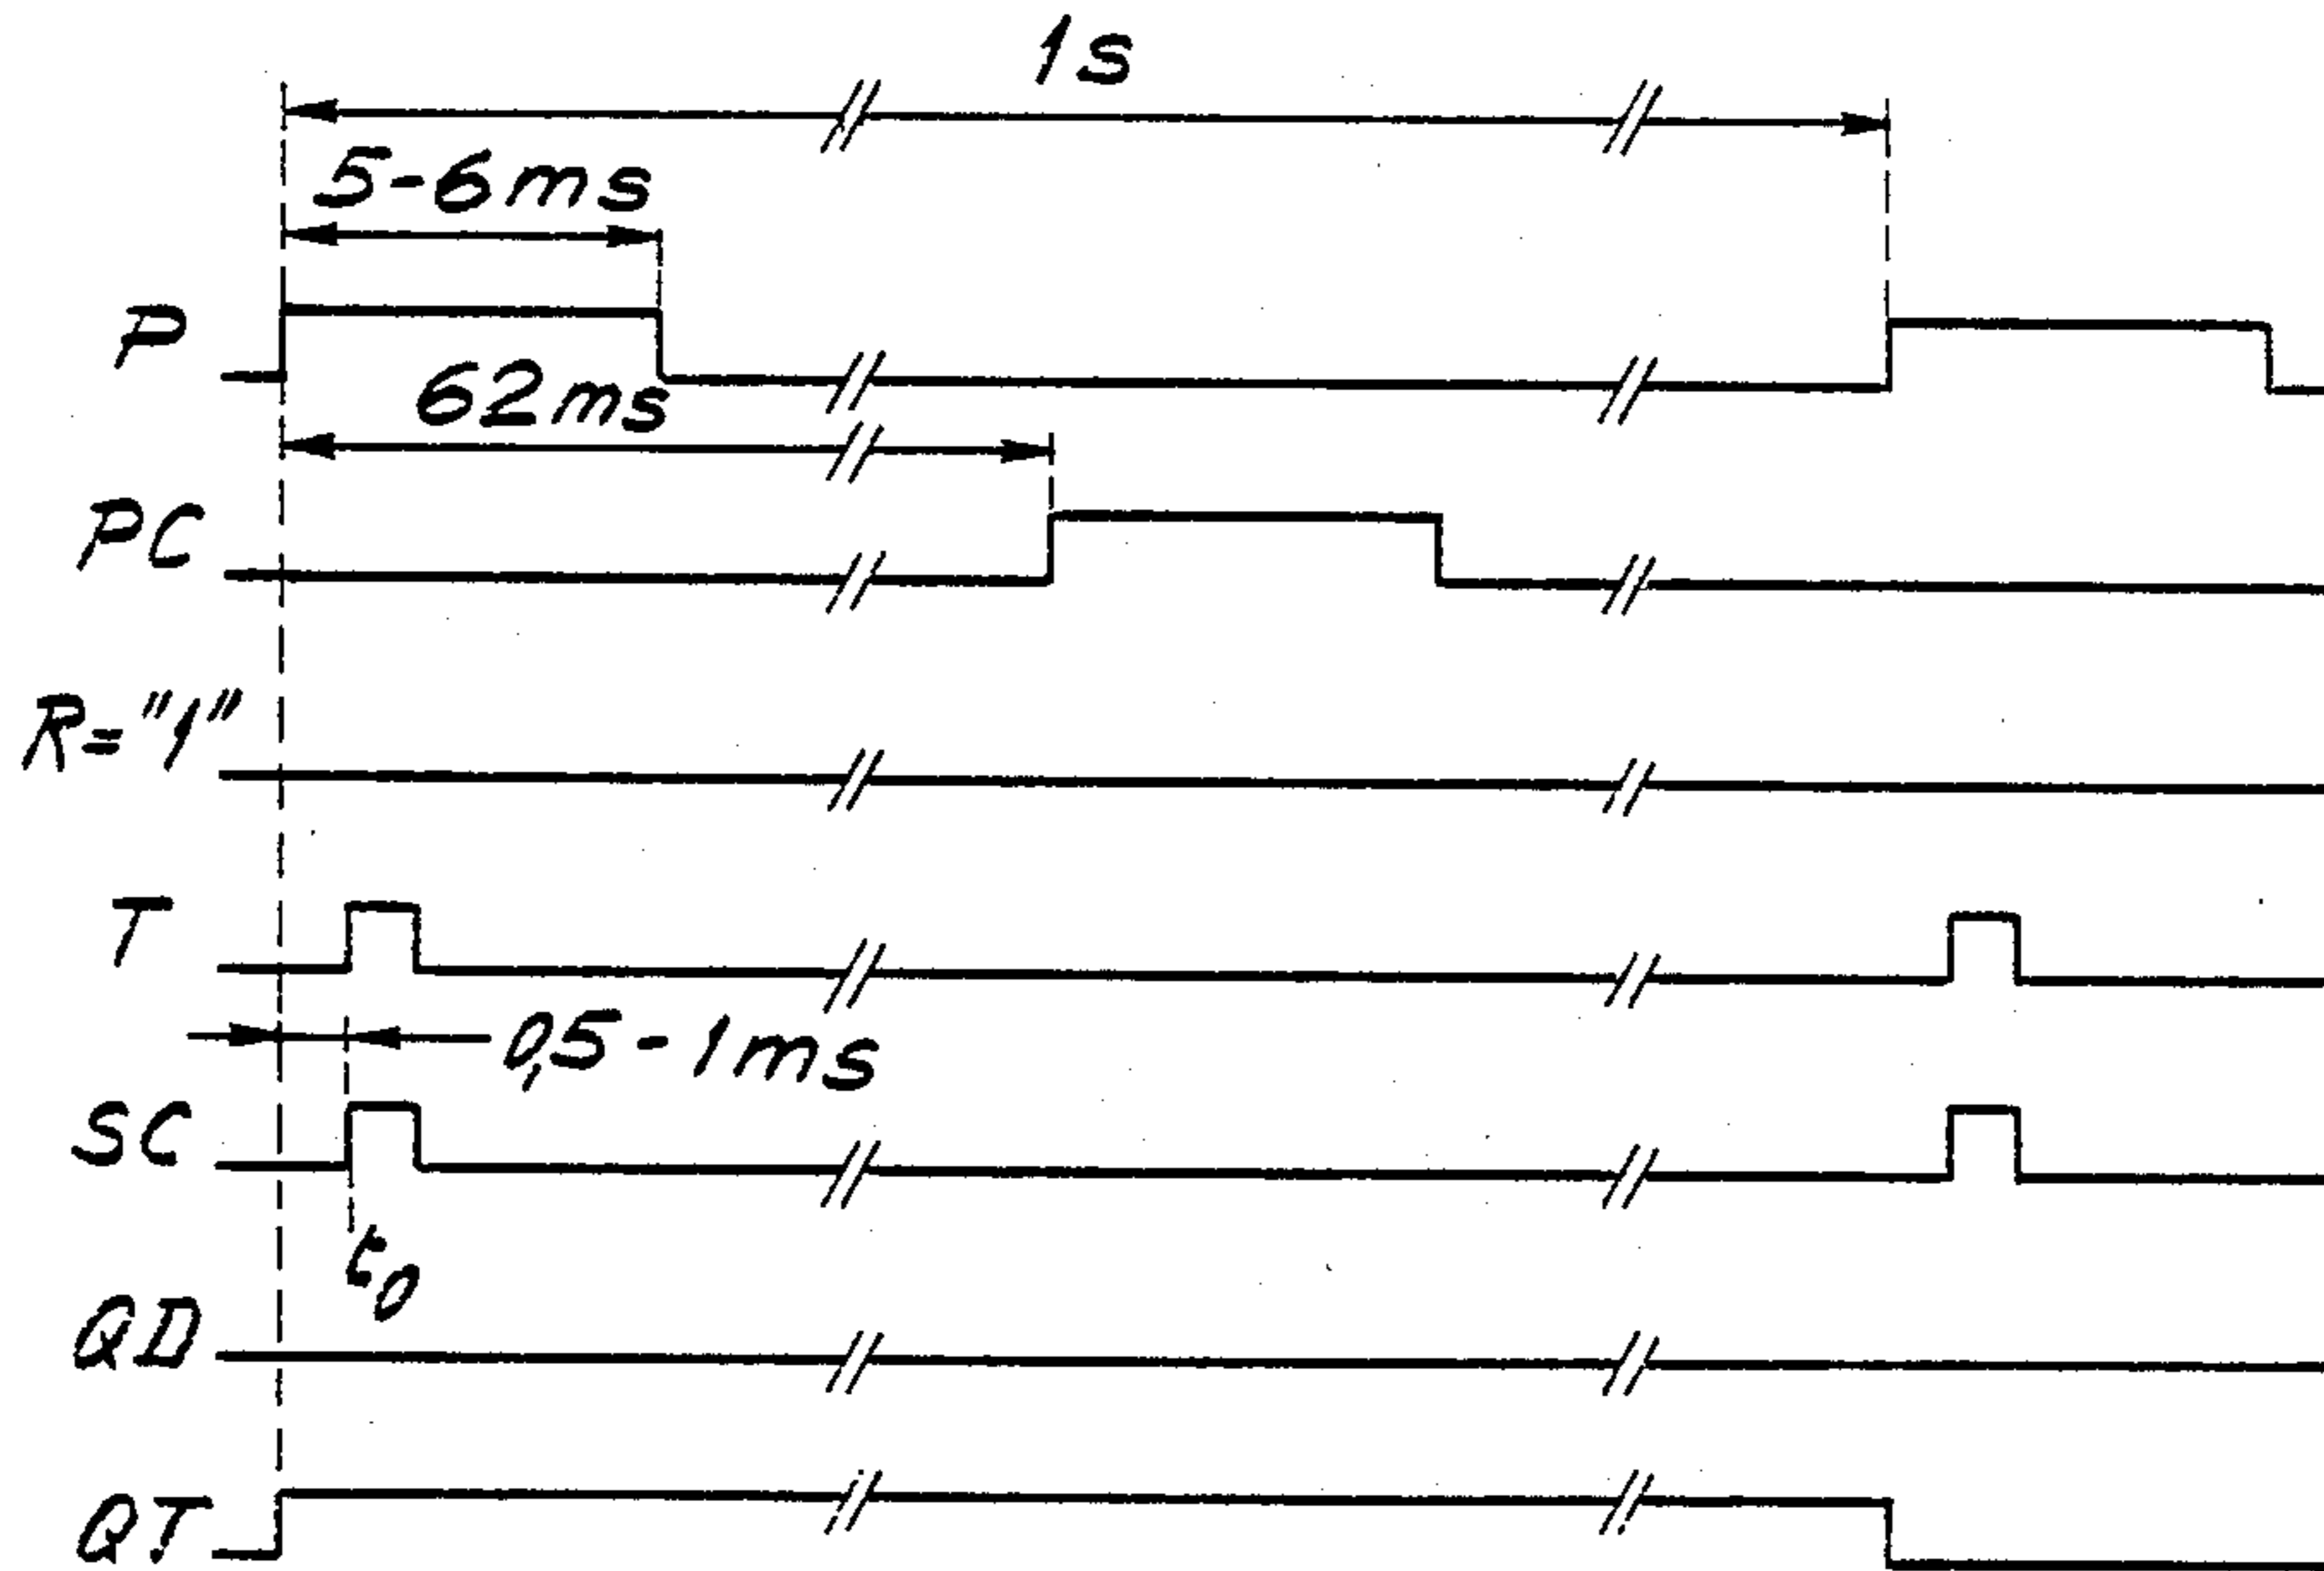 1s
5-6ms
P
62ms
PC
R="1"
T
0,5-1ms
SC
t0
QD
QT